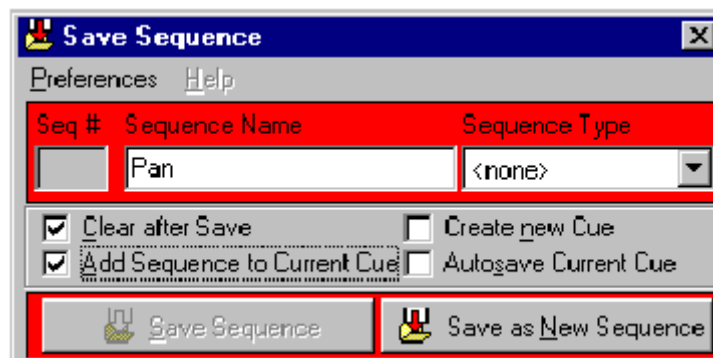 Save Sequence
Preferences Help
Seq # Sequence Name Sequence Type
Pan <none>
Clear after Save Create new Cue
Add Sequence to Current Cue Autosave Current Cue
Save Sequence Save as New Sequence